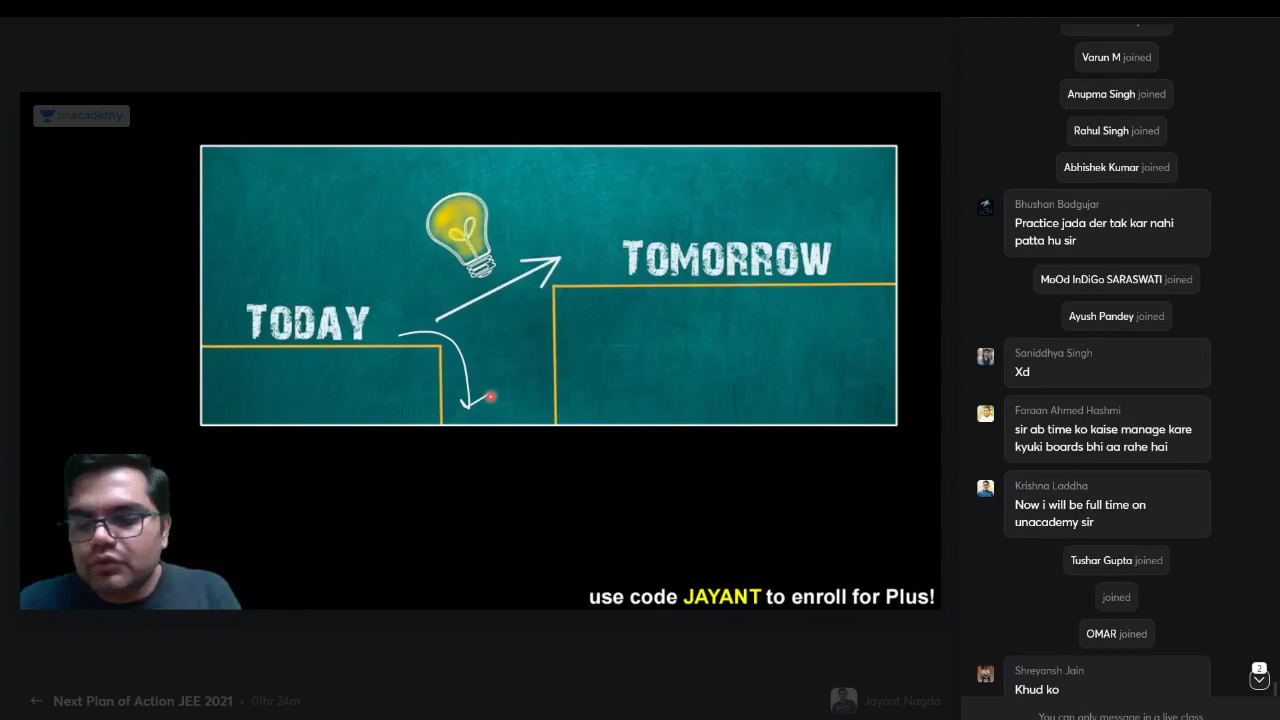 unacademy
TODAY
TOMORROW
use code JAYANT to enroll for Plus!
Next Plan of Action JEE 2021 • 01hr 24m
Jayant Nagda
Varun M joined
Anupma Singh joined
Rahul Singh joined
Abhishek Kumar joined
Bhushan Badgujar
Practice jada der tak kar nahi
patta hu sir
MoOd InDiGo SARASWATI joined
Ayush Pandey joined
Saniddhya Singh
Xd
Faraan Ahmed Hashmi
sir ab time ko kaise manage kare
kyuki boards bhi aa rahe hai
Krishna Laddha
Now i will be full time on
unacademy sir
Tushar Gupta joined
joined
OMAR joined
Shreyansh Jain
Khud ko
2
You can only message in a live class